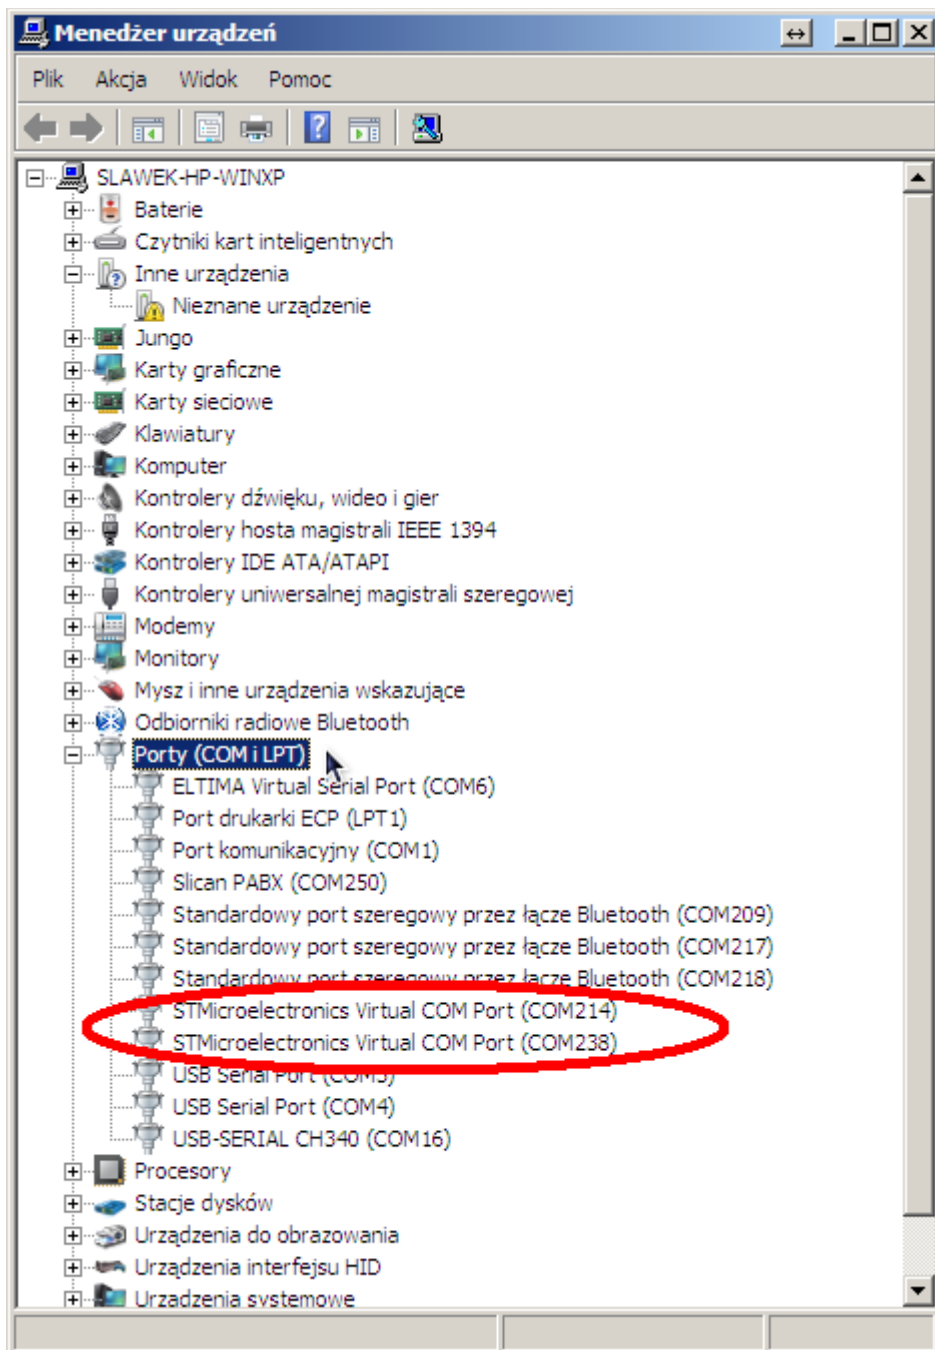 Menedżer urządzeń
Plik Akcja Widok Pomoc
SLAWEK-HP-WINXP
Baterie
Czytniki kart inteligentnych
Inne urządzenia
Nieznane urządzenie
Jungo
Karty graficzne
Karty sieciowe
Klawiatury
Komputer
Kontrolery dźwięku, wideo i gier
Kontrolery hosta magistrali IEEE 1394
Kontrolery IDE ATA/ATAPI
Kontrolery uniwersalnej magistrali szeregowej
Modemy
Monitory
Mysz i inne urządzenia wskazujące
Odbiorniki radiowe Bluetooth
Porty (COM i LPT)
ELTIMA Virtual Serial Port (COM6)
Port drukarki ECP (LPT1)
Port komunikacyjny (COM1)
Slican PABX (COM250)
Standardowy port szeregowy przez łącze Bluetooth (COM209)
Standardowy port szeregowy przez łącze Bluetooth (COM217)
Standardowy port szeregowy przez łącze Bluetooth (COM218)
STMicroelectronics Virtual COM Port (COM214)
STMicroelectronics Virtual COM Port (COM238)
USB Serial Port
USB Serial Port (COM4)
USB-SERIAL CH340 (COM16)
Procesory
Stacje dysków
Urządzenia do obrazowania
Urządzenia interfejsu HID
Urządzenia systemowe